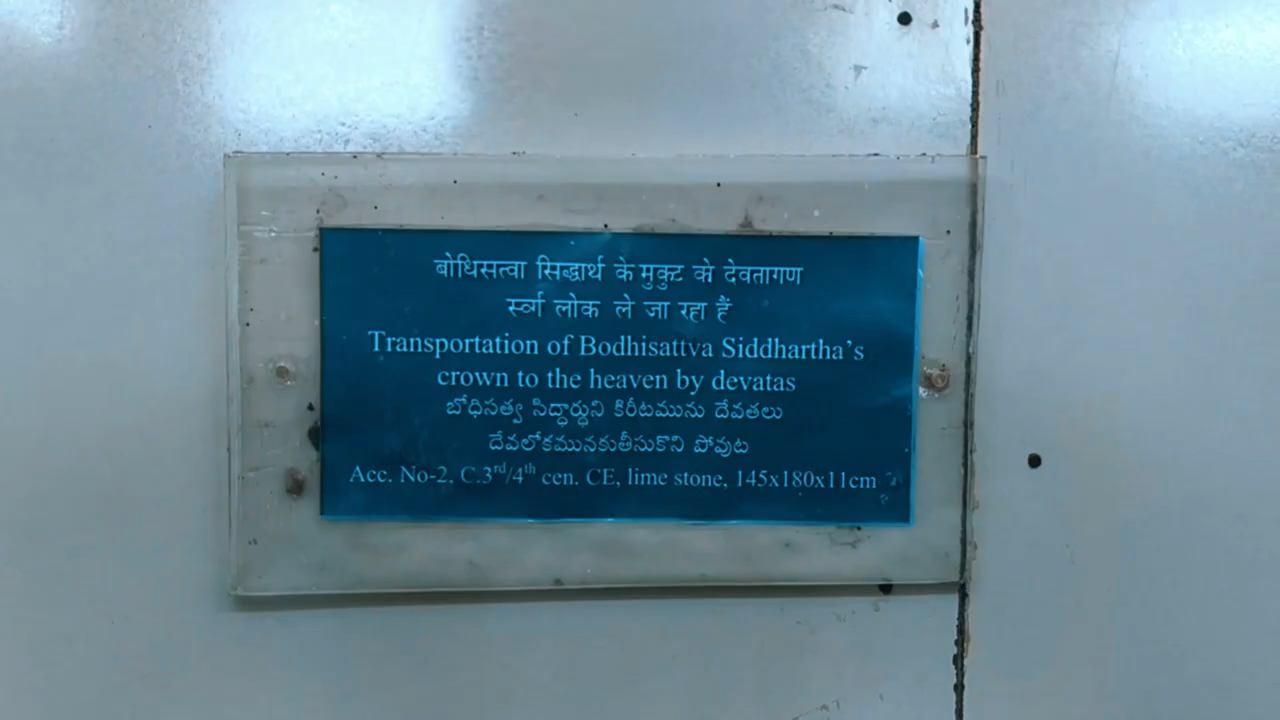 बोधिसत्वा सिद्धार्थ के मुकुट को देवतागण
र्स्वग लोक ले जा रहा हैं
Transportation of Bodhisattva Siddhartha’s
crown to the heaven by devatas
బోధిసత్వ సిద్ధార్థుని కిరీటమును దేవతలు
దేవలోకమునకుతీసుకొని పోవుట
Acc. No-2, C.3rd/4th cen. CE, lime stone, 145x180x11cm